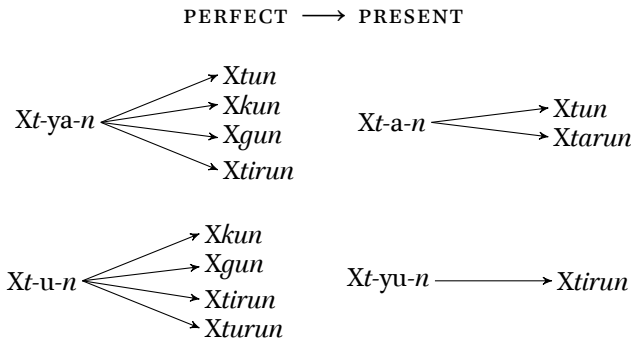 PERFECT ⟶ PRESENT
Xt-ya-n
Xtun
Xkun
Xgun
Xtirun
Xt-a-n
Xtun
Xtarun
Xt-u-n
Xkun
Xgun
Xtirun
Xturun
Xt-yu-n
Xtirun